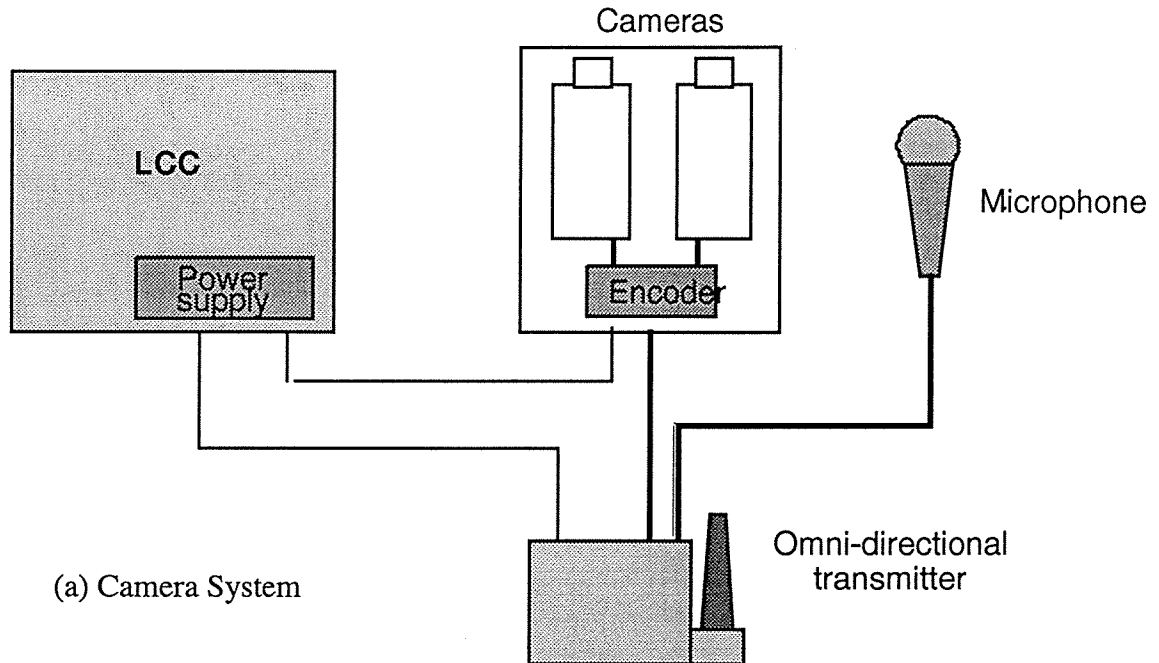 Cameras
LCC
Power
supply
Encoder
Microphone
Omni-directional
transmitter
(a) Camera System